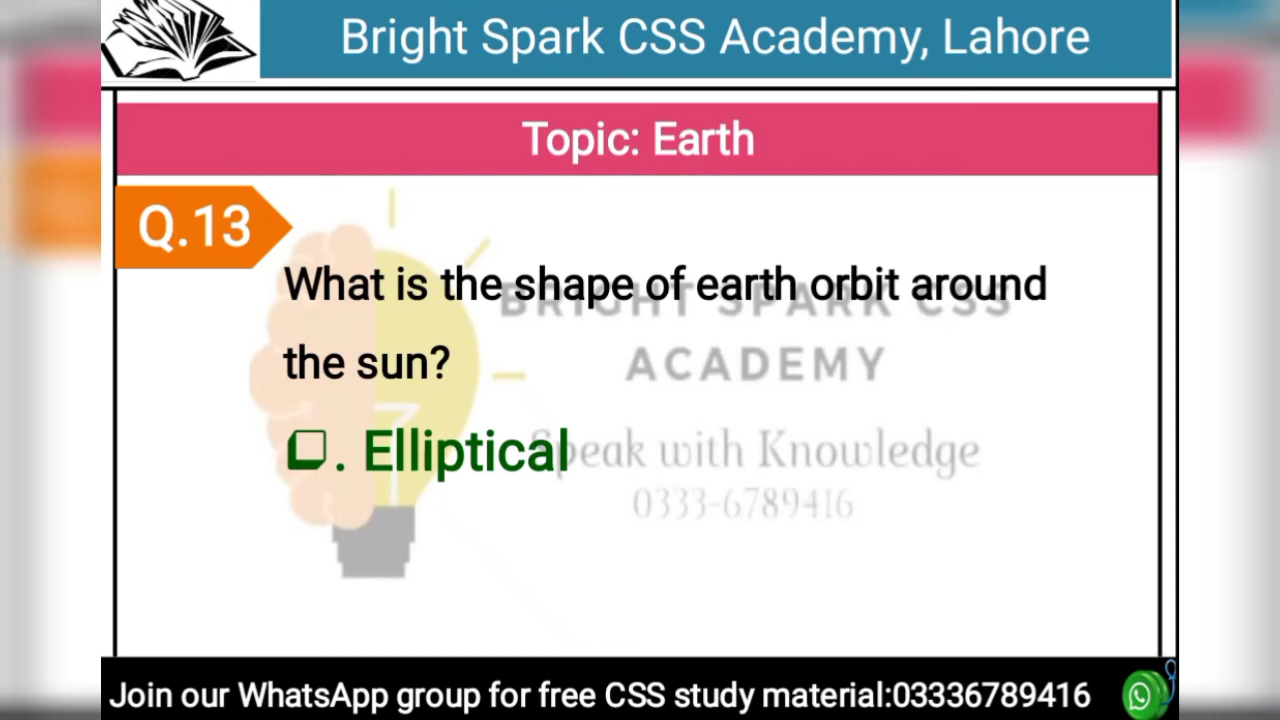 Bright Spark CSS Academy, Lahore
Topic: Earth
Q.13
What is the shape of earth orbit around
the sun?
❑. Elliptical
BRIGHT SPARK CSS
ACADEMY
Speak with Knowledge
0333-6789416
Join our WhatsApp group for free CSS study material:03336789416